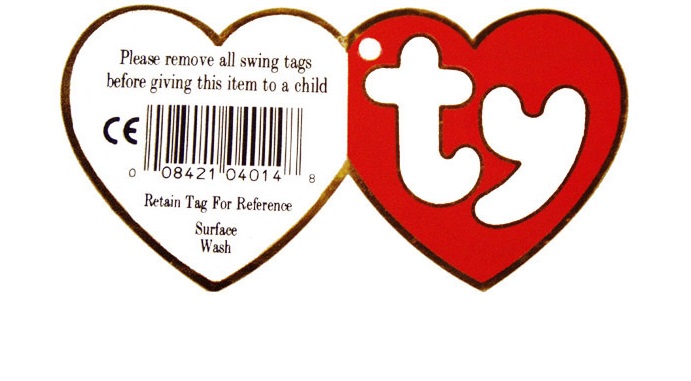 Please remove all swing tags
before giving this item to a child
CE
0 08421 04014 8
Retain Tag For Reference
Surface
Wash
ty